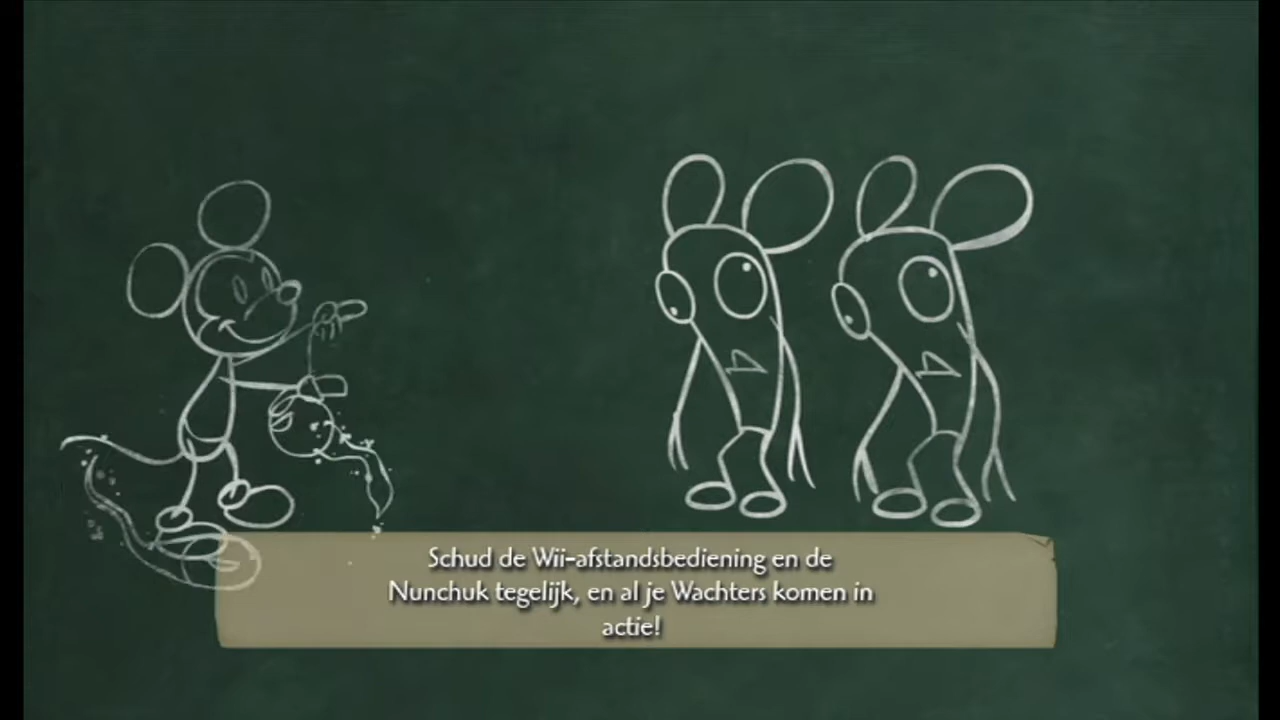 Schud de Wii-afstandsbediening en de
Nunchuk tegelijk, en al je Wachters komen in
actie!